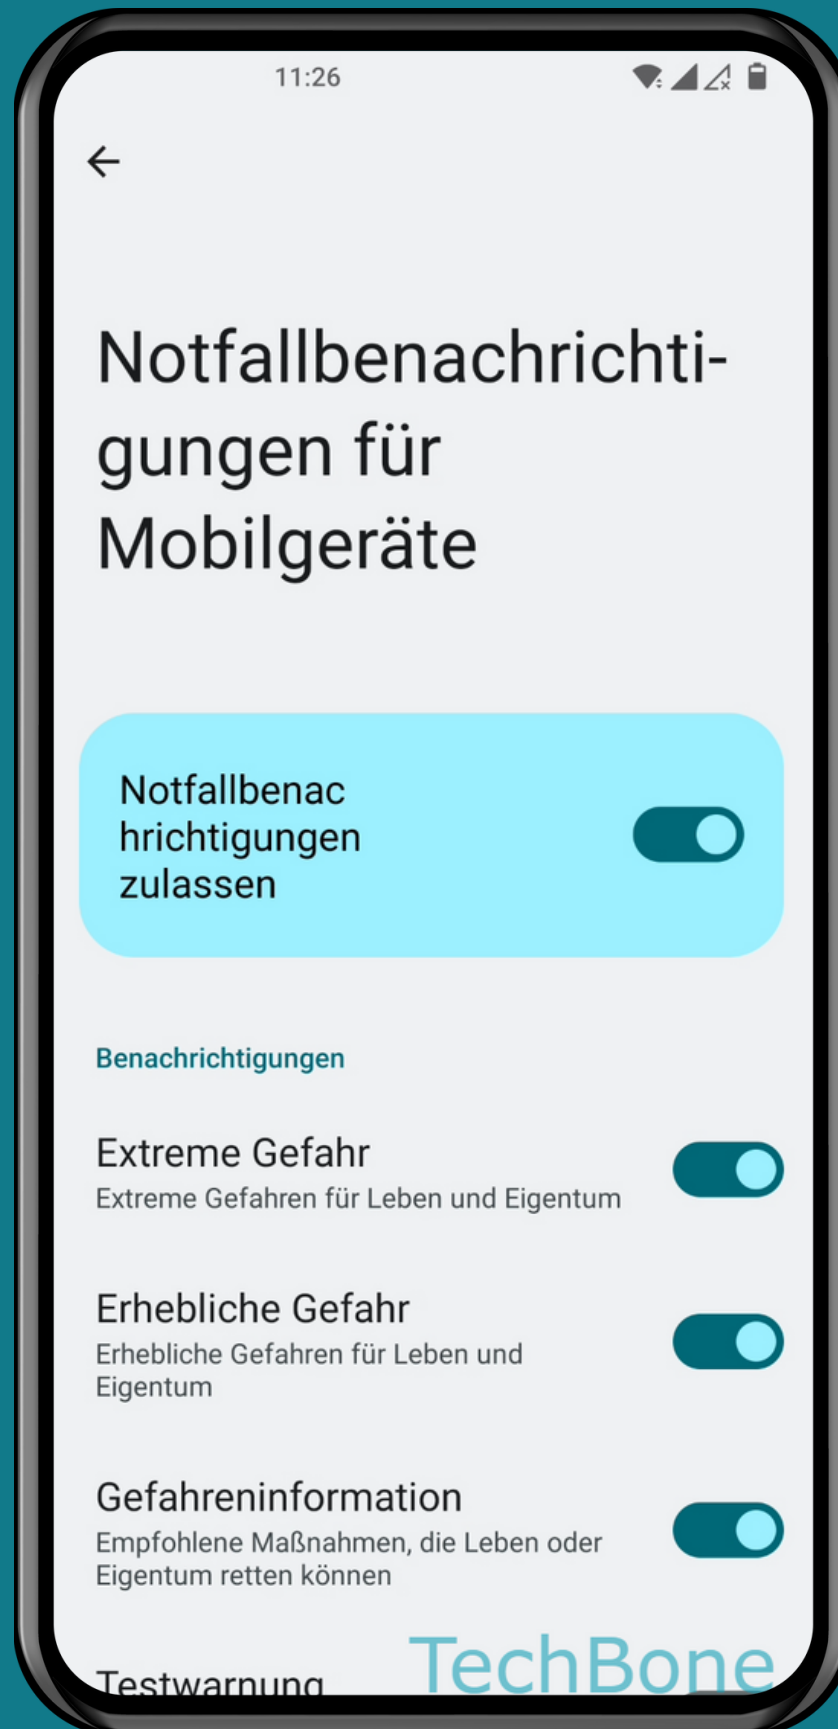 11:26
Notfallbenachrichti-
gungen für
Mobilgeräte
Notfallbenac
hrichtigungen
zulassen
Benachrichtigungen
Extreme Gefahr
Extreme Gefahren für Leben und Eigentum
Erhebliche Gefahr
Erhebliche Gefahren für Leben und
Eigentum
Gefahreninformation
Empfohlene Maßnahmen, die Leben oder
Eigentum retten können
Testwarnung
TechBone